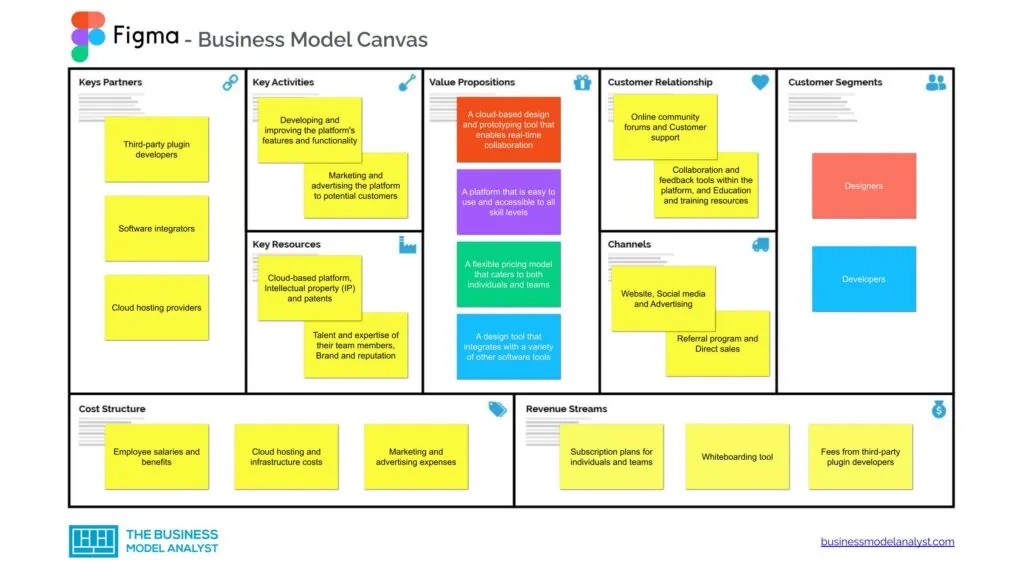 Figma - Business Model Canvas
Keys Partners
Third-party plugin
developers
Software integrators
Cloud hosting providers
Key Activities
Developing and
improving the platform's
features and functionality
Marketing and
advertising the platform
to potential customers
Key Resources
Cloud-based platform,
Intellectual property (IP)
and patents
Talent and expertise of
their team members,
Brand and reputation
Value Propositions
A cloud-based design
and prototyping tool that
enables real-time
collaboration
A platform that is easy to
use and accessible to all
skill levels
A flexible pricing model
that caters to both
individuals and teams
A design tool that
integrates with a variety
of other software tools
Customer Relationship
Online community
forums and Customer
support
Collaboration and
feedback tools within the
platform, and Education
and training resources
Channels
Website, Social media
and Advertising
Referral program and
Direct sales
Customer Segments
Designers
Developers
Cost Structure
Employee salaries and
benefits
Cloud hosting and
infrastructure costs
Marketing and
advertising expenses
Revenue Streams
Subscription plans for
individuals and teams
Whiteboarding tool
Fees from third-party
plugin developers
THE BUSINESS
MODEL ANALYST
businessmodelanalyst.com